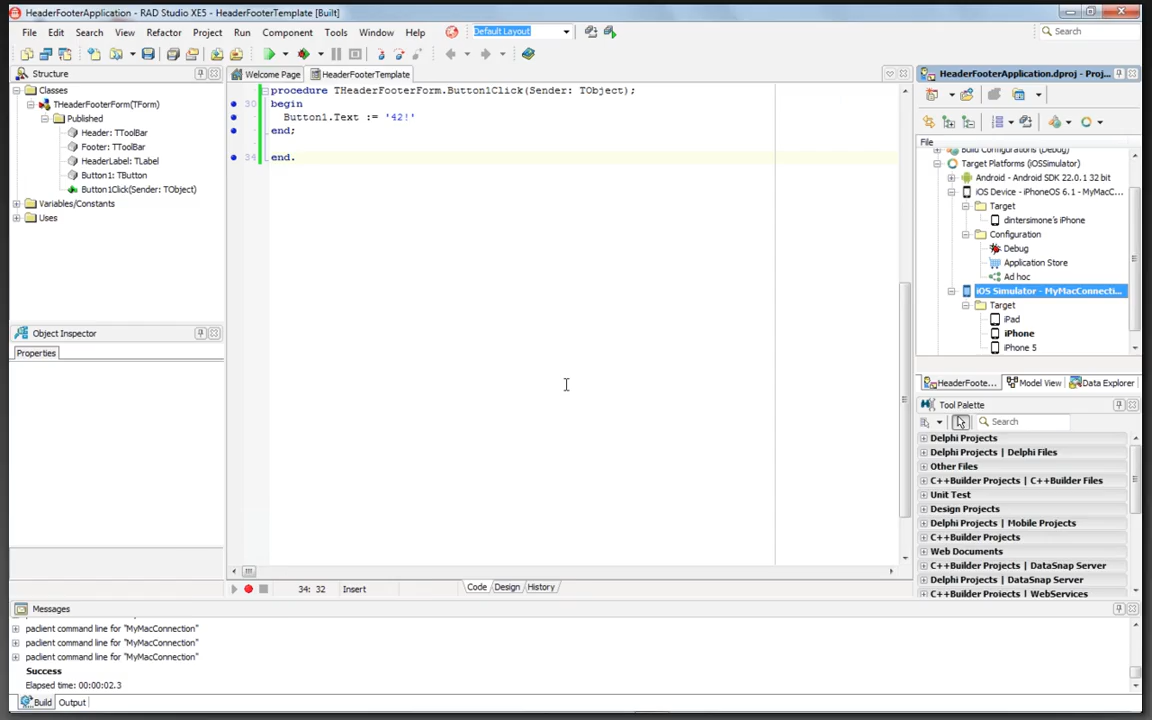 HeaderFooterApplication - RAD Studio XE5 - HeaderFooterTemplate [Built]
File Edit Search View Refactor Project Run Component Tools Window Help
Default Layout
Search
Structure
Welcome Page
HeaderFooterTemplate
HeaderFooterApplication.dproj - Proj...
Classes
THeaderFooterForm(TForm)
Published
Header: TToolBar
Footer: TToolBar
HeaderLabel: TLabel
Button1: TButton
Button1Click(Sender: TObject)
Variables/Constants
Uses
procedure THeaderFooterForm.Button1Click(Sender: TObject);
30 begin
Button1.Text := '42!'
end;
34 end.
File
Build Configurations (Debug)
Target Platforms (iOSSimulator)
Android - Android SDK 22.0.1 32 bit
iOS Device - iPhoneOS 6.1 - MyMacC...
Target
dintersimone's iPhone
Configuration
Debug
Application Store
Ad hoc
iOS Simulator - MyMacConnecti...
Target
iPad
iPhone
iPhone 5
Object Inspector
Properties
HeaderFoote... Model View Data Explorer
Tool Palette
Search
Delphi Projects
Delphi Projects | Delphi Files
Other Files
C++Builder Projects | C++Builder Files
Unit Test
Design Projects
Delphi Projects | Mobile Projects
C++Builder Projects
Web Documents
C++Builder Projects | DataSnap Server
Delphi Projects | DataSnap Server
C++Builder Projects | WebServices
34: 32 Insert
Code Design History
Messages
paclient command line for "MyMacConnection"
paclient command line for "MyMacConnection"
paclient command line for "MyMacConnection"
Success
Elapsed time: 00:00:02.3
Build Output